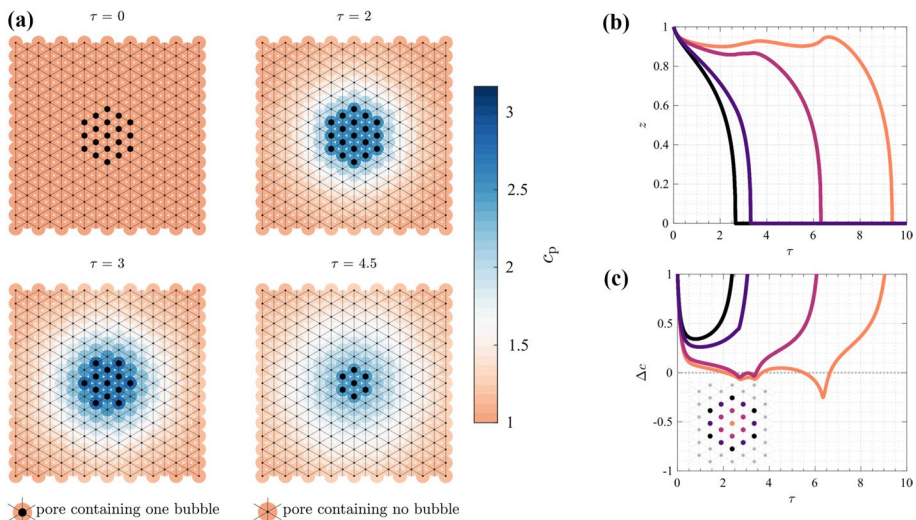 (a)
τ = 0
τ = 2
τ = 3
τ = 4.5
3
2.5
2
1.5
1
c_p
pore containing one bubble
pore containing no bubble
(b)
1
0.8
0.6
0.4
0.2
0
z
0 2 4 6 8 10
τ
(c)
1
0.5
0
-0.5
-1
Δc
0 2 4 6 8 10
τ